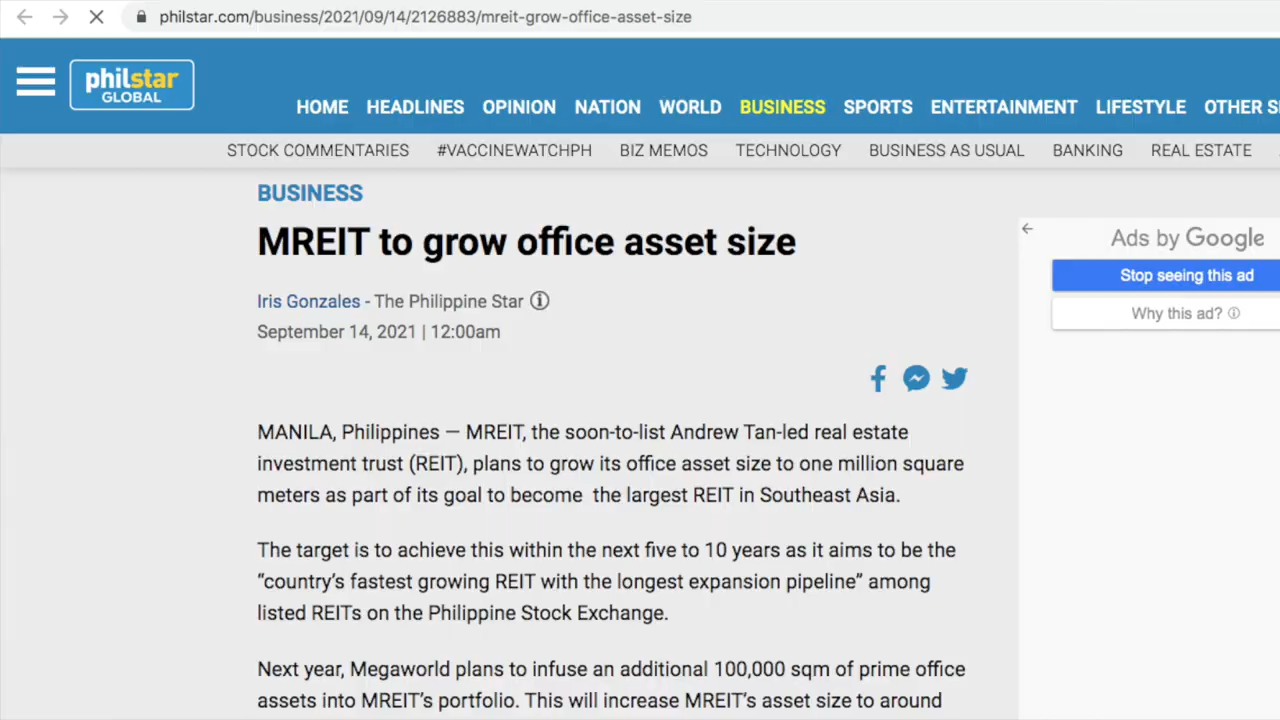 philstar.com/business/2021/09/14/2126883/mreit-grow-office-asset-size
philstar
GLOBAL
HOME HEADLINES OPINION NATION WORLD BUSINESS SPORTS ENTERTAINMENT LIFESTYLE OTHER S
STOCK COMMENTARIES #VACCINEWATCHPH BIZ MEMOS TECHNOLOGY BUSINESS AS USUAL BANKING REAL ESTATE
BUSINESS
MREIT to grow office asset size
Iris Gonzales - The Philippine Star
September 14, 2021 | 12:00am
Ads by Google
Stop seeing this ad
Why this ad?
MANILA, Philippines — MREIT, the soon-to-list Andrew Tan-led real estate
investment trust (REIT), plans to grow its office asset size to one million square
meters as part of its goal to become the largest REIT in Southeast Asia.
The target is to achieve this within the next five to 10 years as it aims to be the
“country’s fastest growing REIT with the longest expansion pipeline” among
listed REITs on the Philippine Stock Exchange.
Next year, Megaworld plans to infuse an additional 100,000 sqm of prime office
assets into MREIT’s portfolio. This will increase MREIT’s asset size to around